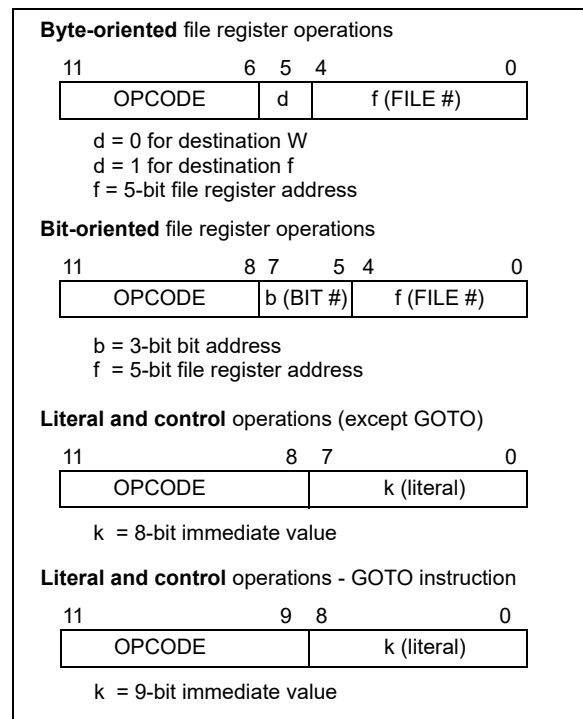 Byte-oriented file register operations
11 6 5 4 0
OPCODE d f (FILE #)
d = 0 for destination W
d = 1 for destination f
f = 5-bit file register address
Bit-oriented file register operations
11 8 7 5 4 0
OPCODE b (BIT #) f (FILE #)
b = 3-bit bit address
f = 5-bit file register address
Literal and control operations (except GOTO)
11 8 7 0
OPCODE k (literal)
k = 8-bit immediate value
Literal and control operations - GOTO instruction
11 9 8 0
OPCODE k (literal)
k = 9-bit immediate value